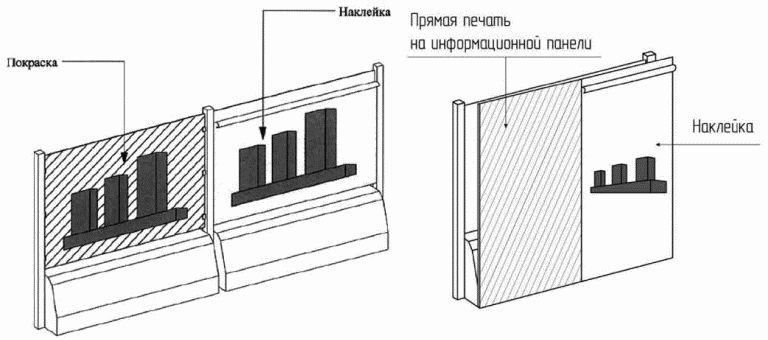 Наклейка
Покраска
Прямая печать
на информационной панели
Наклейка